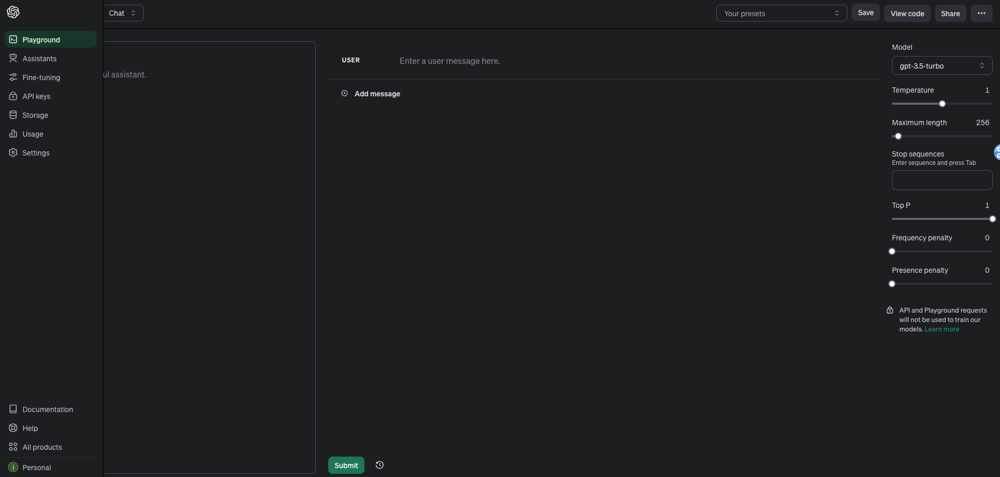 Chat
Your presets
Save
View code
Share
Playground
Assistants
Fine-tuning
API keys
Storage
Usage
Settings
Documentation
Help
All products
j
Personal
ul assistant.
USER
Enter a user message here.
Add message
Submit
Model
gpt-3.5-turbo
Temperature 1
Maximum length 256
Stop sequences
Enter sequence and press Tab
Top P 1
Frequency penalty 0
Presence penalty 0
API and Playground requests
will not be used to train our
models. Learn more